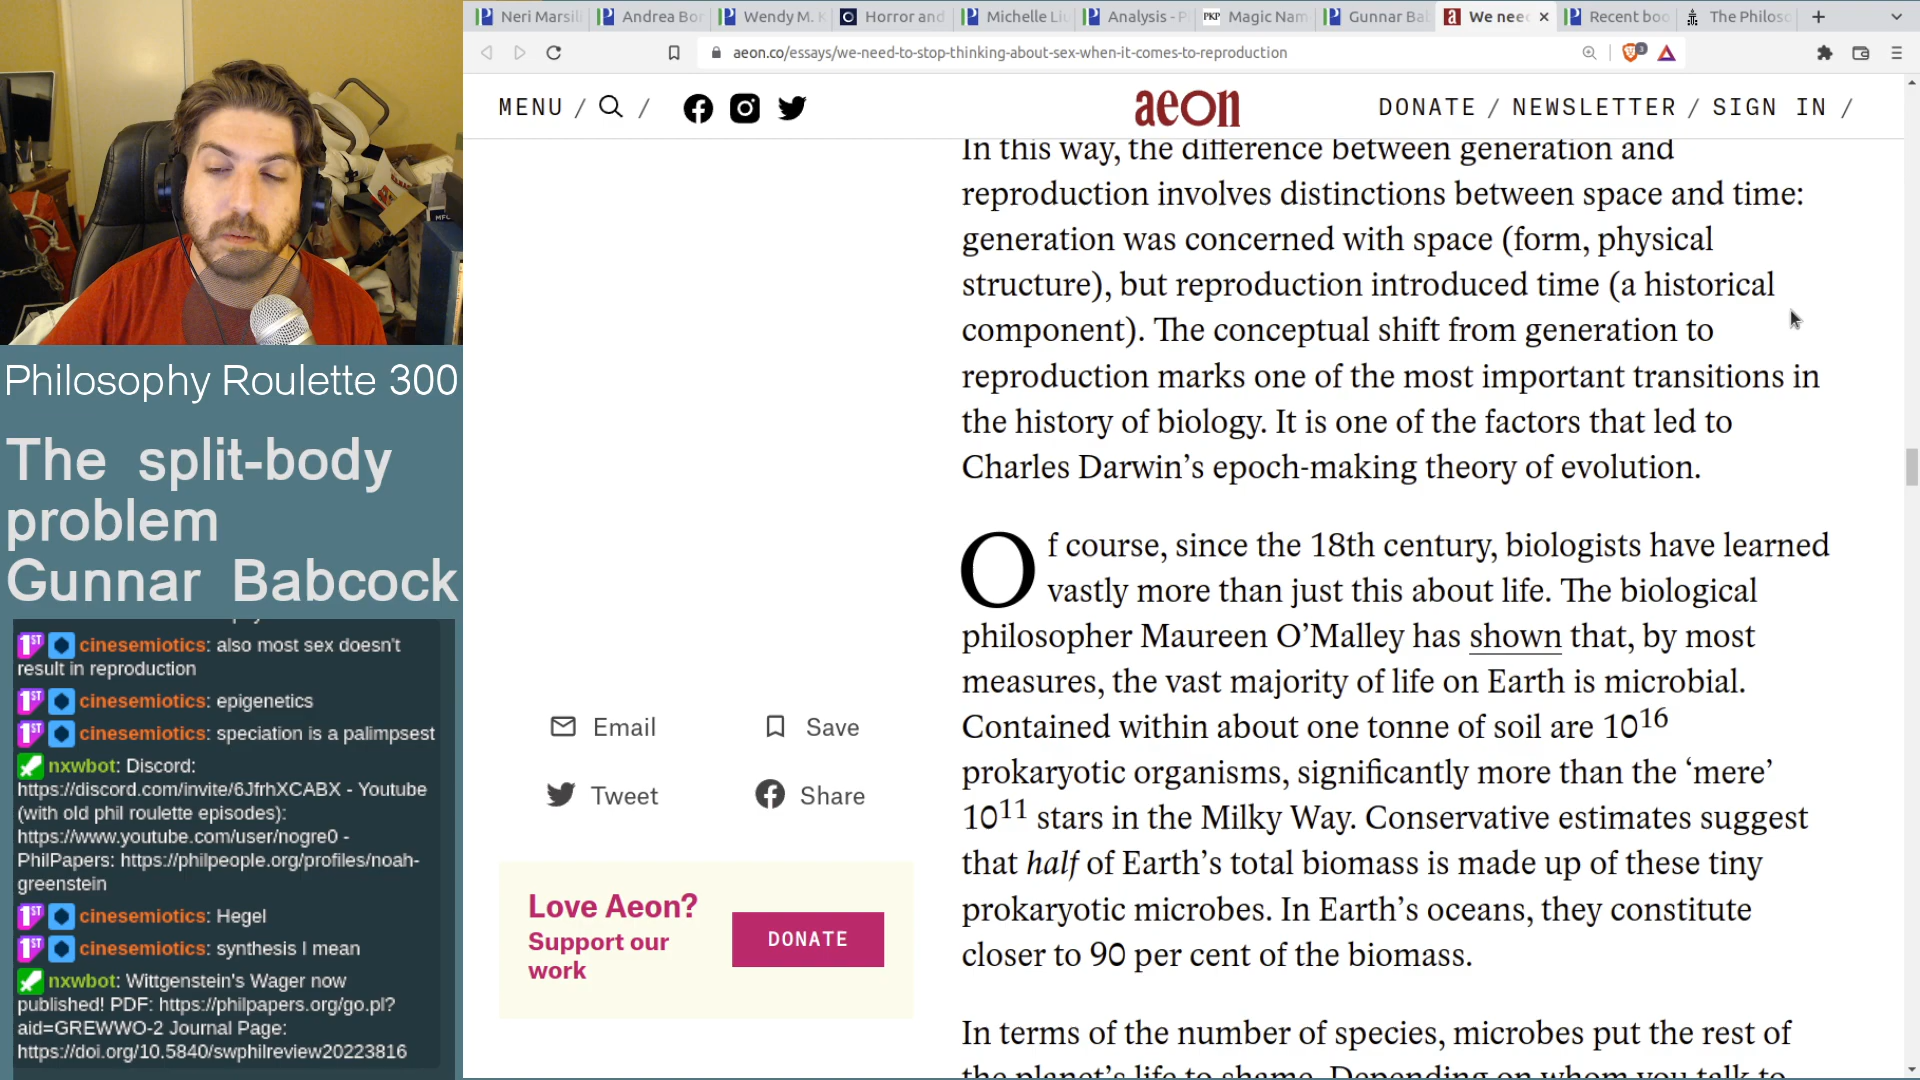 Neri Marsil
Andrea Bor
Wendy M. K
Horror and
Michelle Liu
Analysis - P
PKP Magic Nam
Gunnar Bab
a We need
Recent boo
The Philoso
aeon.co/essays/we-need-to-stop-thinking-about-sex-when-it-comes-to-reproduction
3
MENU /
/
aeon
DONATE / NEWSLETTER / SIGN IN /
In this way, the difference between generation and
reproduction involves distinctions between space and time:
generation was concerned with space (form, physical
structure), but reproduction introduced time (a historical
component). The conceptual shift from generation to
reproduction marks one of the most important transitions in
the history of biology. It is one of the factors that led to
Charles Darwin’s epoch-making theory of evolution.
Of course, since the 18th century, biologists have learned
vastly more than just this about life. The biological
philosopher Maureen O’Malley has shown that, by most
measures, the vast majority of life on Earth is microbial.
Contained within about one tonne of soil are 10¹⁶
prokaryotic organisms, significantly more than the ‘mere’
10¹¹ stars in the Milky Way. Conservative estimates suggest
that half of Earth’s total biomass is made up of these tiny
prokaryotic microbes. In Earth’s oceans, they constitute
closer to 90 per cent of the biomass.
In terms of the number of species, microbes put the rest of
the planet’s life to shame. Depending on whom you talk to
Email
Save
Tweet
Share
Love Aeon?
Support our
work
DONATE
Philosophy Roulette 300
The split-body
problem
Gunnar Babcock
1ST cinesemiotics: also most sex doesn't
result in reproduction
1ST cinesemiotics: epigenetics
1ST cinesemiotics: speciation is a palimpsest
nxwbot: Discord:
https://discord.com/invite/6JfrhXCABX - Youtube
(with old phil roulette episodes):
https://www.youtube.com/user/nogre0 -
PhilPapers: https://philpeople.org/profiles/noah-
greenstein
1ST cinesemiotics: Hegel
1ST cinesemiotics: synthesis I mean
nxwbot: Wittgenstein's Wager now
published! PDF: https://philpapers.org/go.pl?
aid=GREWWO-2 Journal Page:
https://doi.org/10.5840/swphilreview20223816